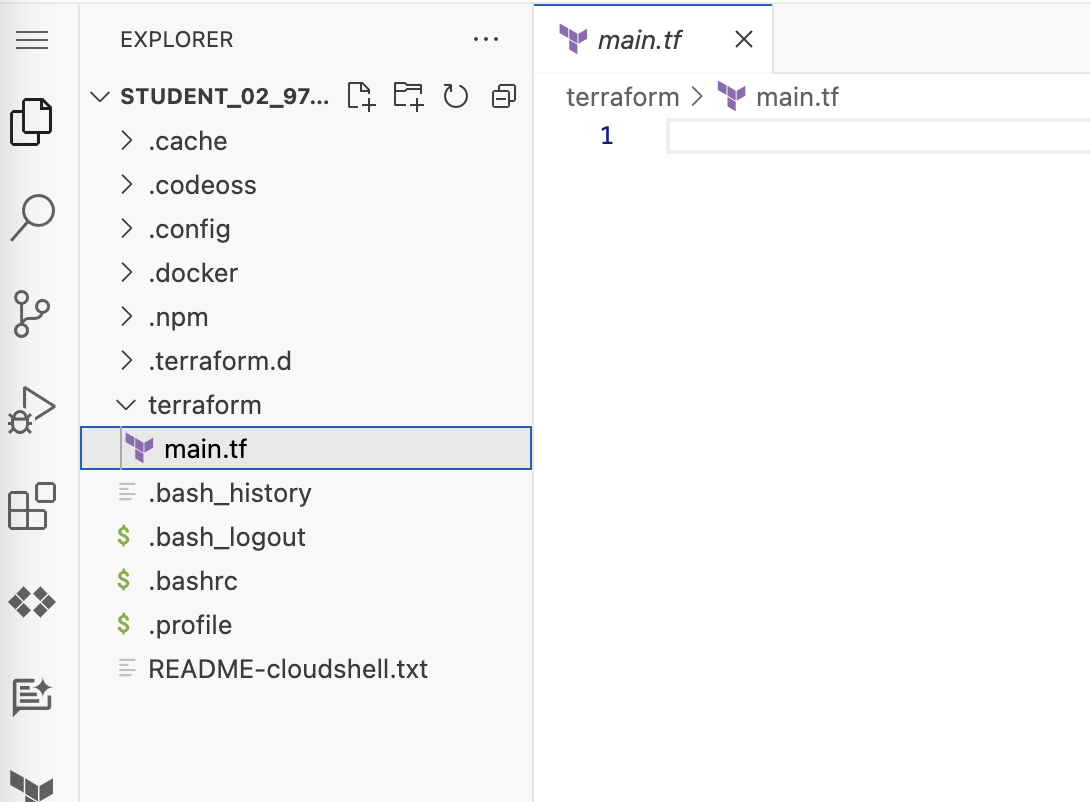 EXPLORER
STUDENT_02_97...
.cache
.codeoss
.config
.docker
.npm
.terraform.d
terraform
main.tf
.bash_history
$ .bash_logout
$ .bashrc
$ .profile
README-cloudshell.txt
main.tf
terraform > main.tf
1